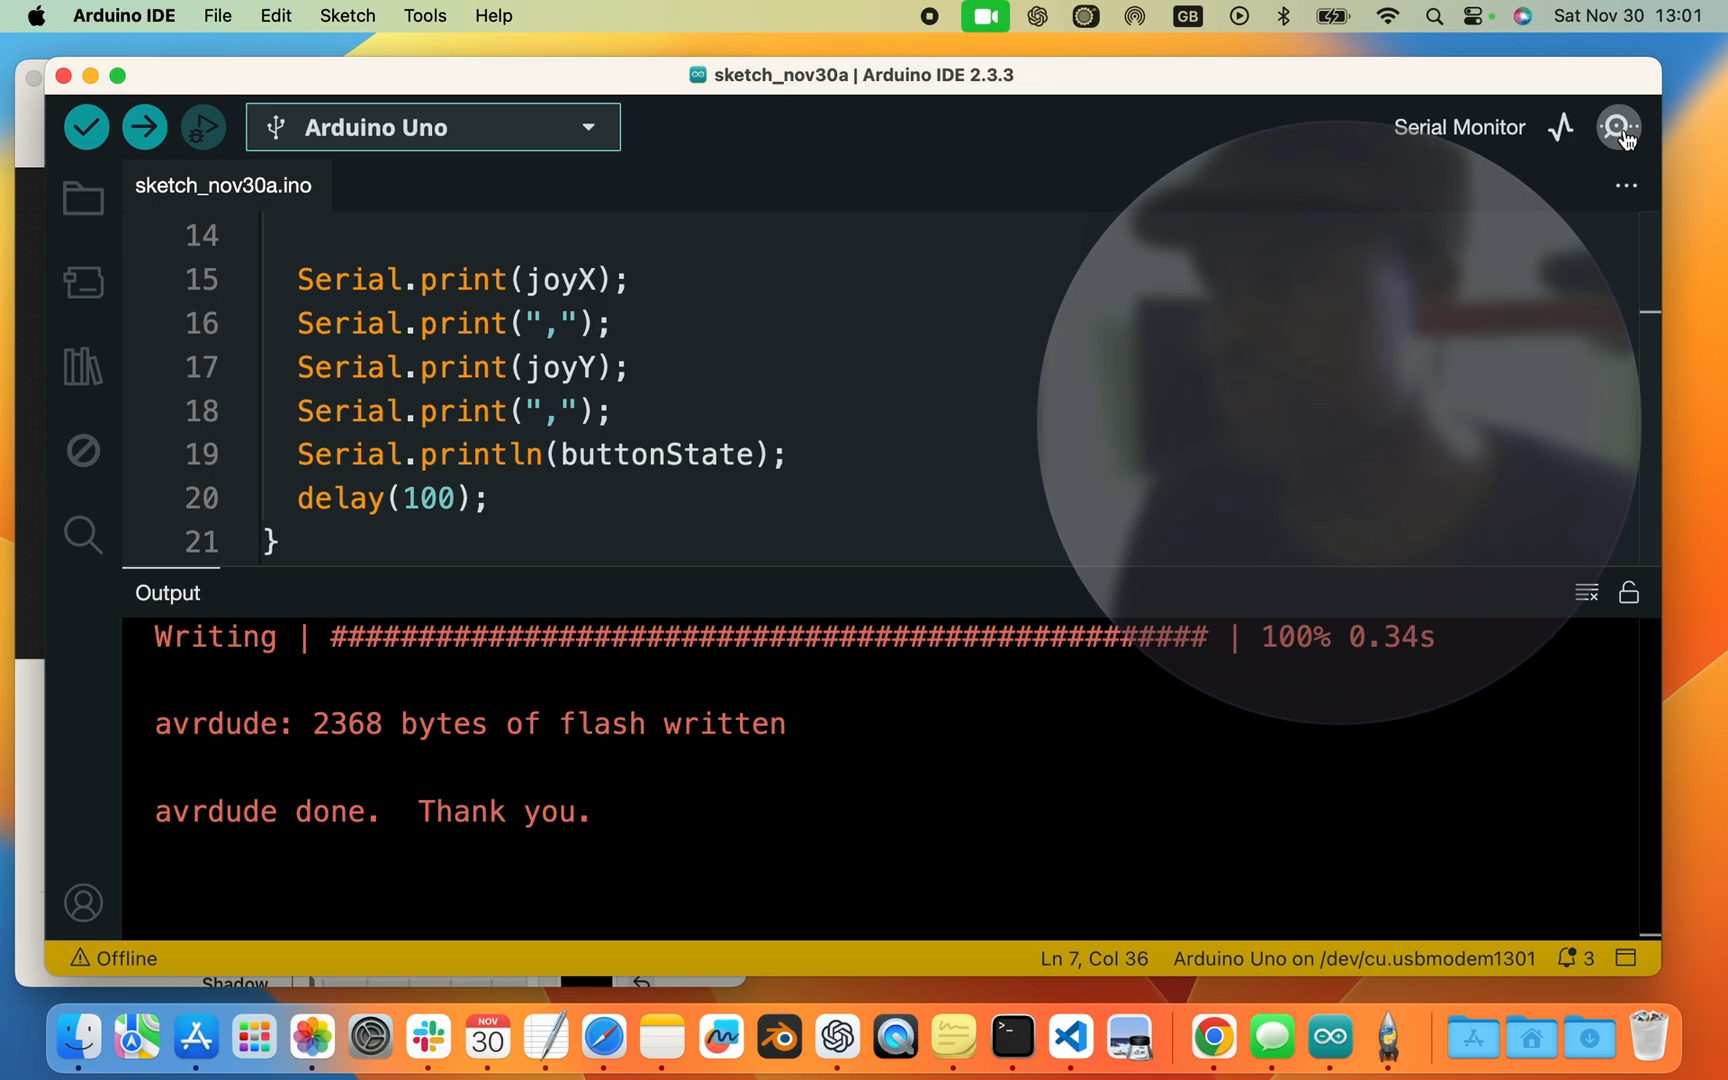 Arduino IDE File Edit Sketch Tools Help GB Sat Nov 30 13:01
sketch_nov30a | Arduino IDE 2.3.3
Arduino Uno
Serial Monitor
sketch_nov30a.ino
14
15 Serial.print(joyX);
16 Serial.print(",");
17 Serial.print(joyY);
18 Serial.print(",");
19 Serial.println(buttonState);
20 delay(100);
21 }
Output
Writing | ################################################## | 100% 0.34s
avrdude: 2368 bytes of flash written
avrdude done.  Thank you.
Offline Ln 7, Col 36 Arduino Uno on /dev/cu.usbmodem1301 3
Shadow
NOV
30